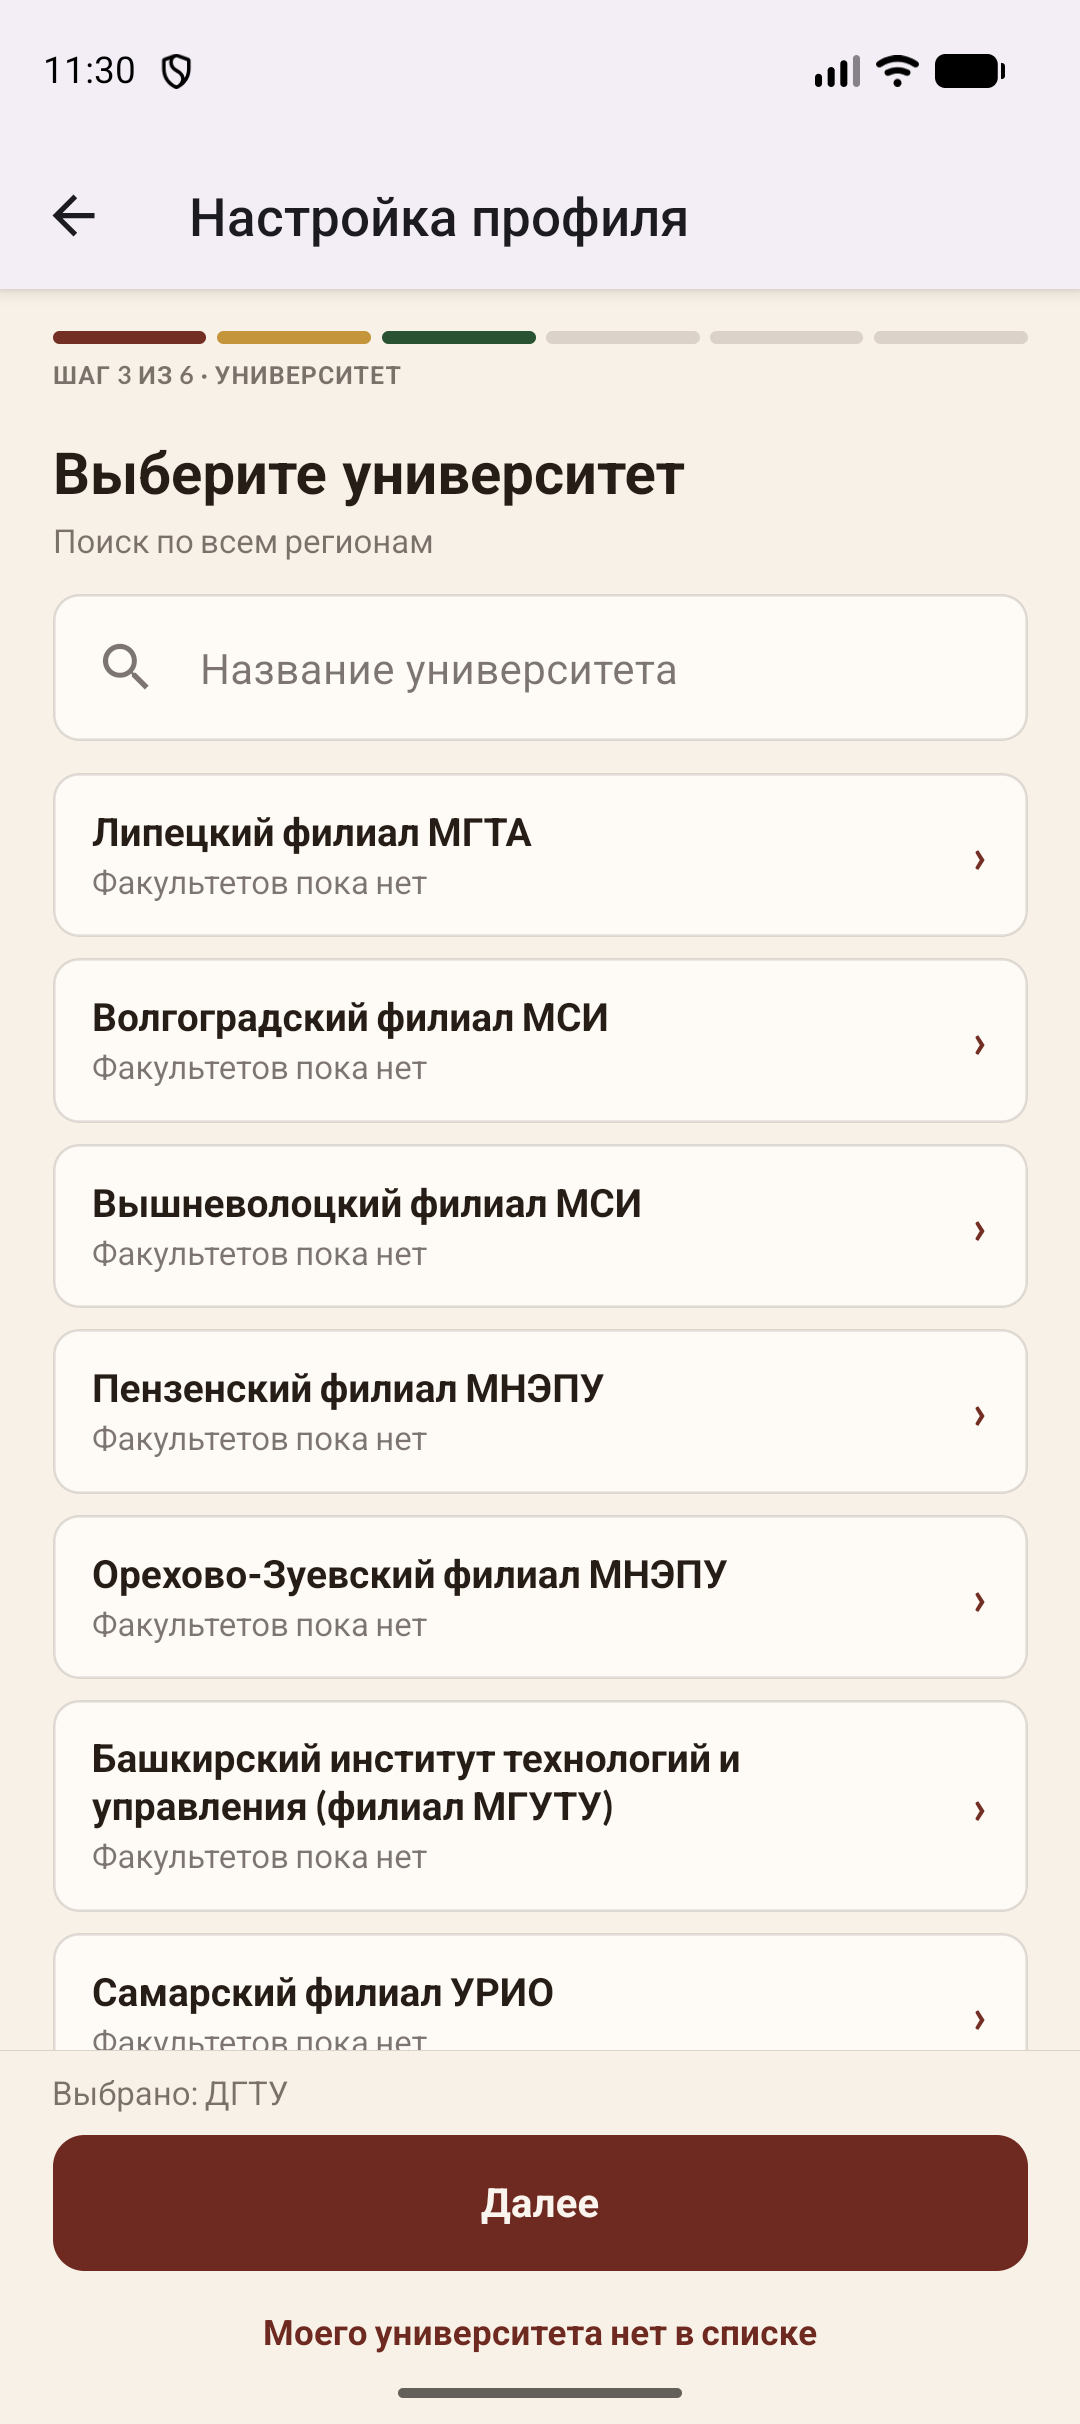 11:30
Настройка профиля
ШАГ 3 ИЗ 6 · УНИВЕРСИТЕТ
Выберите университет
Поиск по всем регионам
Название университета
Липецкий филиал МГТА
Факультетов пока нет
›
Волгоградский филиал МСИ
Факультетов пока нет
›
Вышневолоцкий филиал МСИ
Факультетов пока нет
›
Пензенский филиал МНЭПУ
Факультетов пока нет
›
Орехово-Зуевский филиал МНЭПУ
Факультетов пока нет
›
Башкирский институт технологий и
управления (филиал МГУТУ)
Факультетов пока нет
›
Самарский филиал УРИО
Факультетов пока нет
›
Выбрано: ДГТУ
Далее
Моего университета нет в списке